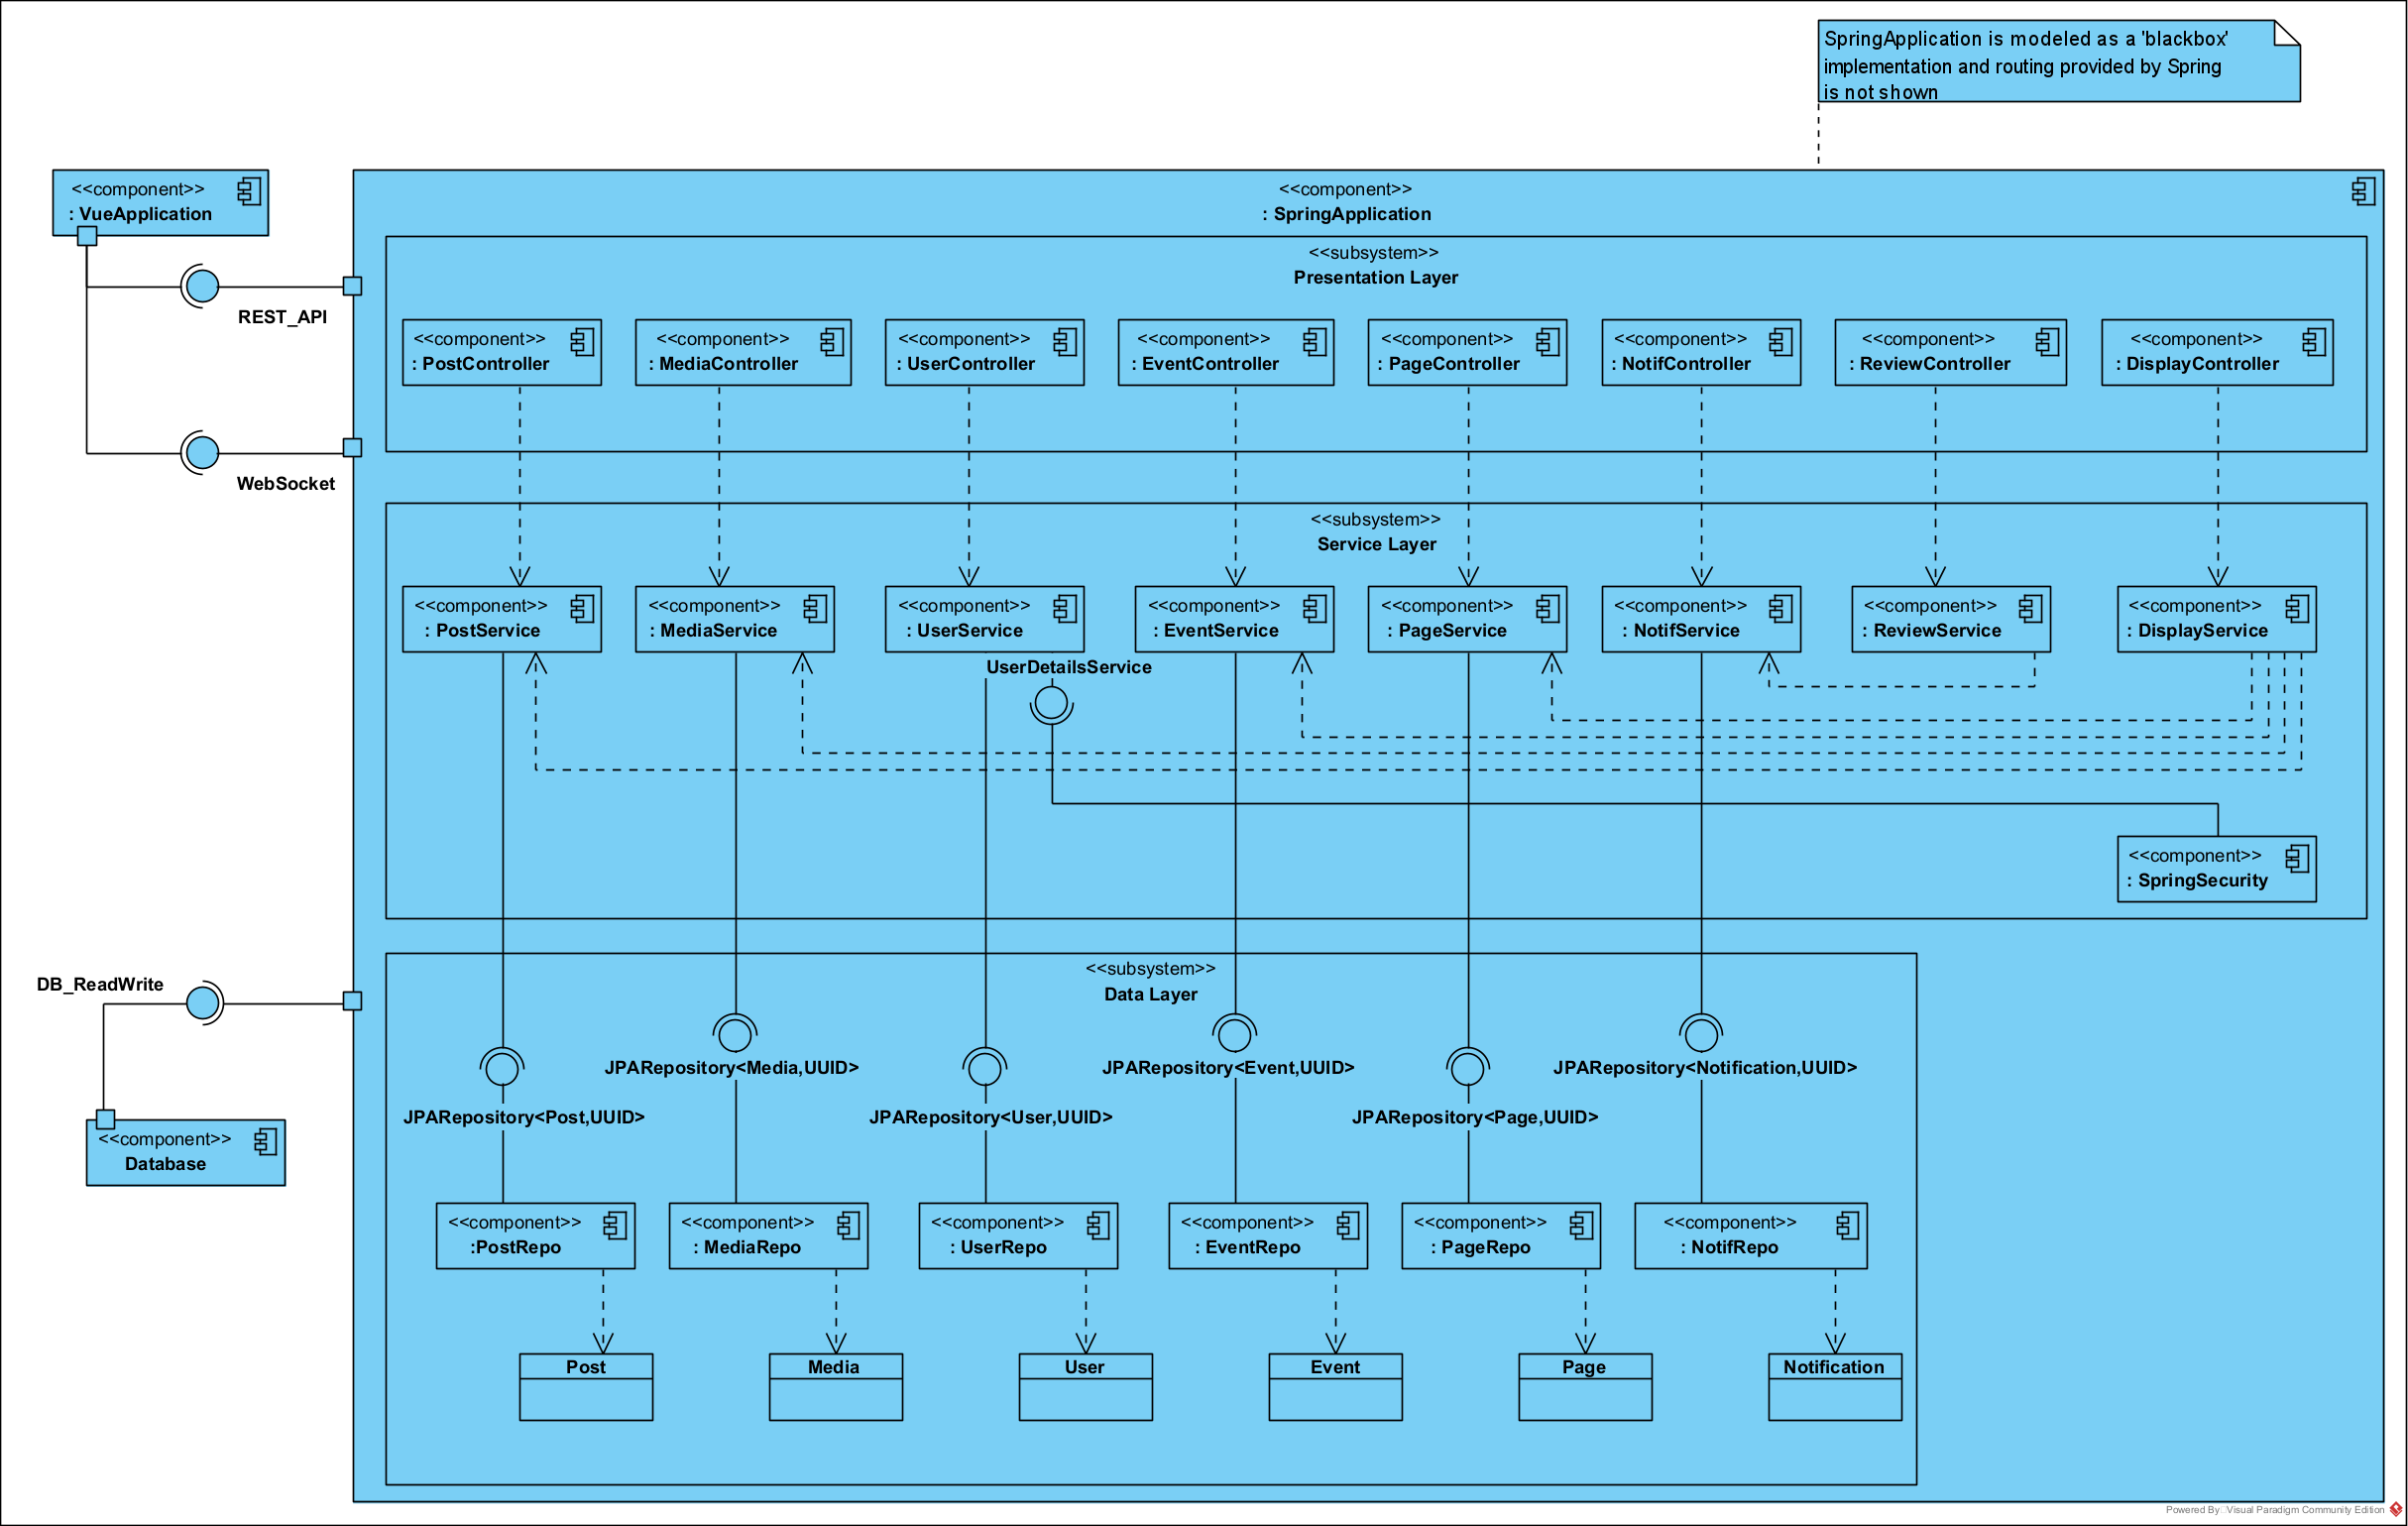 SpringApplication is modeled as a 'blackbox'
implementation and routing provided by Spring
is not shown
<<component>>
: VueApplication
<<component>>
: SpringApplication
<<subsystem>>
Presentation Layer
REST_API
<<component>>
: PostController
<<component>>
: MediaController
<<component>>
: UserController
<<component>>
: EventController
<<component>>
: PageController
<<component>>
: NotifController
<<component>>
: ReviewController
<<component>>
: DisplayController
WebSocket
<<subsystem>>
Service Layer
<<component>>
: PostService
<<component>>
: MediaService
<<component>>
: UserService
<<component>>
: EventService
<<component>>
: PageService
<<component>>
: NotifService
<<component>>
: ReviewService
<<component>>
: DisplayService
UserDetailsService
<<component>>
: SpringSecurity
DB_ReadWrite
<<subsystem>>
Data Layer
JPARepository<Media,UUID>
JPARepository<Event,UUID>
JPARepository<Notification,UUID>
JPARepository<Post,UUID>
JPARepository<User,UUID>
JPARepository<Page,UUID>
<<component>>
Database
<<component>>
:PostRepo
<<component>>
: MediaRepo
<<component>>
: UserRepo
<<component>>
: EventRepo
<<component>>
: PageRepo
<<component>>
: NotifRepo
Post
Media
User
Event
Page
Notification
Powered By Visual Paradigm Community Edition